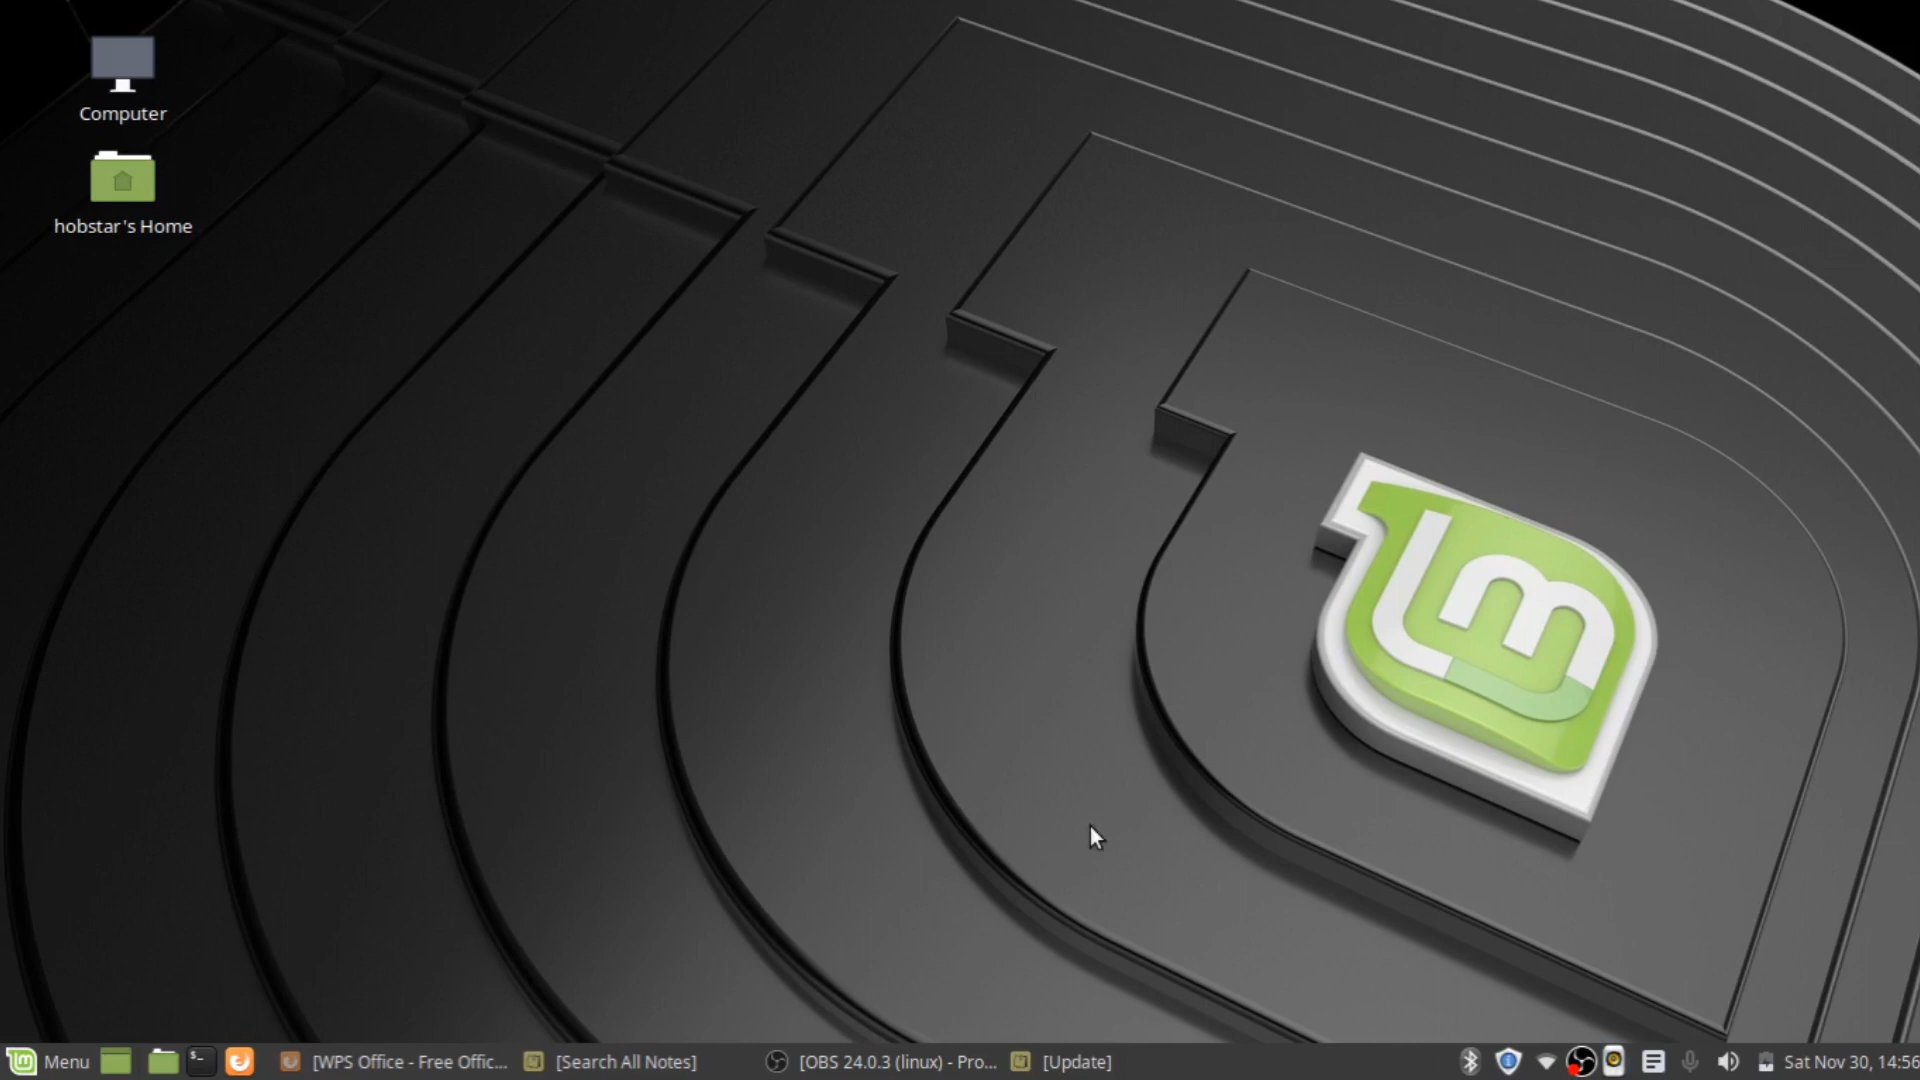 Computer
hobstar's Home
lm
Menu
$_
[WPS Office - Free Offic...
[Search All Notes]
[OBS 24.0.3 (linux) - Pro...
[Update]
Sat Nov 30, 14:56